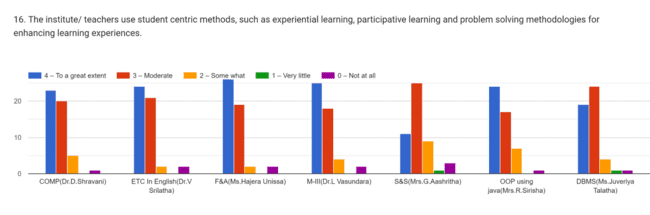 16. The institute/ teachers use student centric methods, such as experiential learning, participative learning and problem solving methodologies for
enhancing learning experiences.
4 – To a great extent 3 – Moderate 2 – Some what 1 – Very little 0 – Not at all
20
10
0
COMP(Dr.D.Shravani) ETC In English(Dr.V F&A(Ms.Hajera Unissa) M-III(Dr.L Vasundara) S&S(Mrs.G.Aashritha) OOP using DBMS(Ms.Juveriya
Srilatha) java(Mrs.R.Sirisha) Talatha)